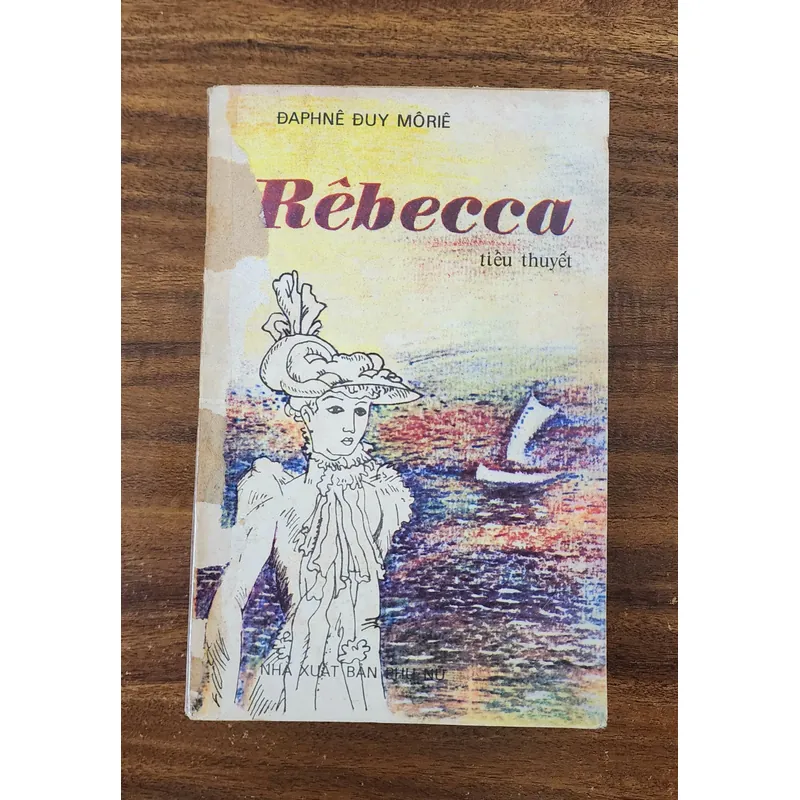 ĐAPHNÊ ĐUY MÔRIÊ
Rêbecca
tiểu thuyết
NHÀ XUẤT BẢN PHỤ NỮ